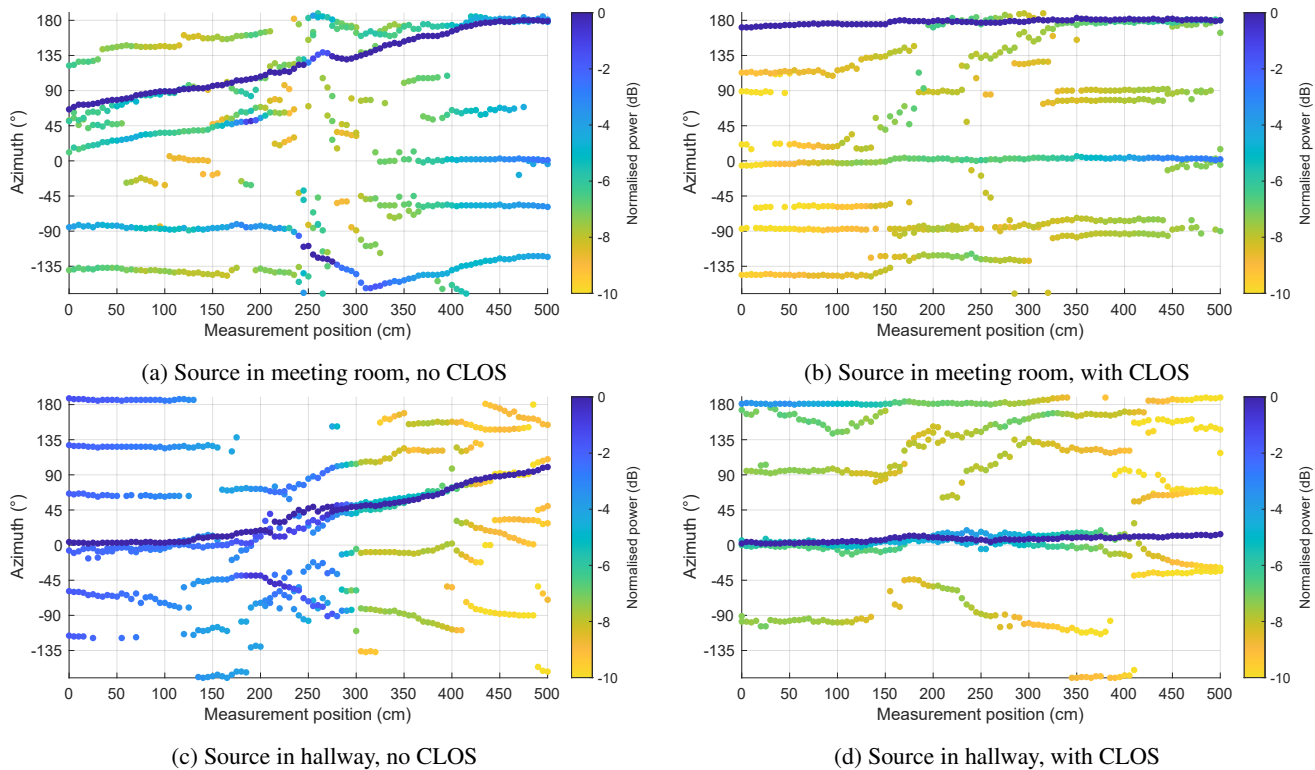 180
135
90
45
0
-45
-90
-135
Azimuth (°)
0 50 100 150 200 250 300 350 400 450 500
Measurement position (cm)
0
-2
-4
-6
-8
-10
Normalised power (dB)
(a) Source in meeting room, no CLOS
180
135
90
45
0
-45
-90
-135
Azimuth (°)
0 50 100 150 200 250 300 350 400 450 500
Measurement position (cm)
0
-2
-4
-6
-8
-10
Normalised power (dB)
(b) Source in meeting room, with CLOS
180
135
90
45
0
-45
-90
-135
Azimuth (°)
0 50 100 150 200 250 300 350 400 450 500
Measurement position (cm)
0
-2
-4
-6
-8
-10
Normalised power (dB)
(c) Source in hallway, no CLOS
180
135
90
45
0
-45
-90
-135
Azimuth (°)
0 50 100 150 200 250 300 350 400 450 500
Measurement position (cm)
0
-2
-4
-6
-8
-10
Normalised power (dB)
(d) Source in hallway, with CLOS